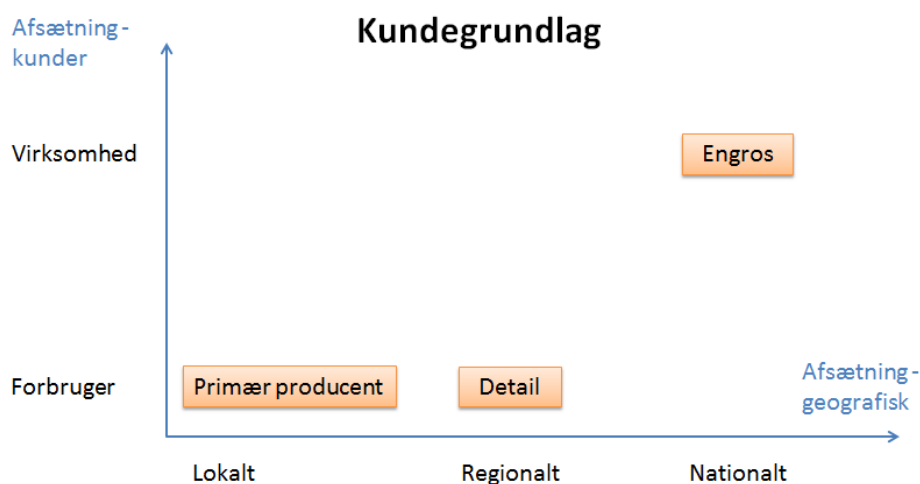 Kundegrundlag
Afsætning-
kunder
Virksomhed
Engros
Forbruger
Primær producent
Detail
Afsætning-
geografisk
Lokalt
Regionalt
Nationalt